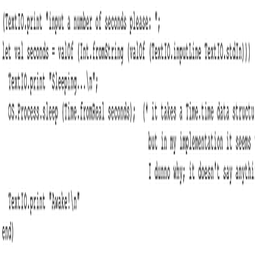 (TextIO.print "input a number of seconds please: ";
let val seconds = valOf (Int.fromString (valOf (TextIO.inputLine TextIO.stdIn)))
TextIO.print "Sleeping...\n";
OS.Process.sleep (Time.fromReal seconds); (* it takes a Time.time data structu
but in my implementation it seems
I dunno why; it doesn't say anythi
TextIO.print "Awake!\n"
end)